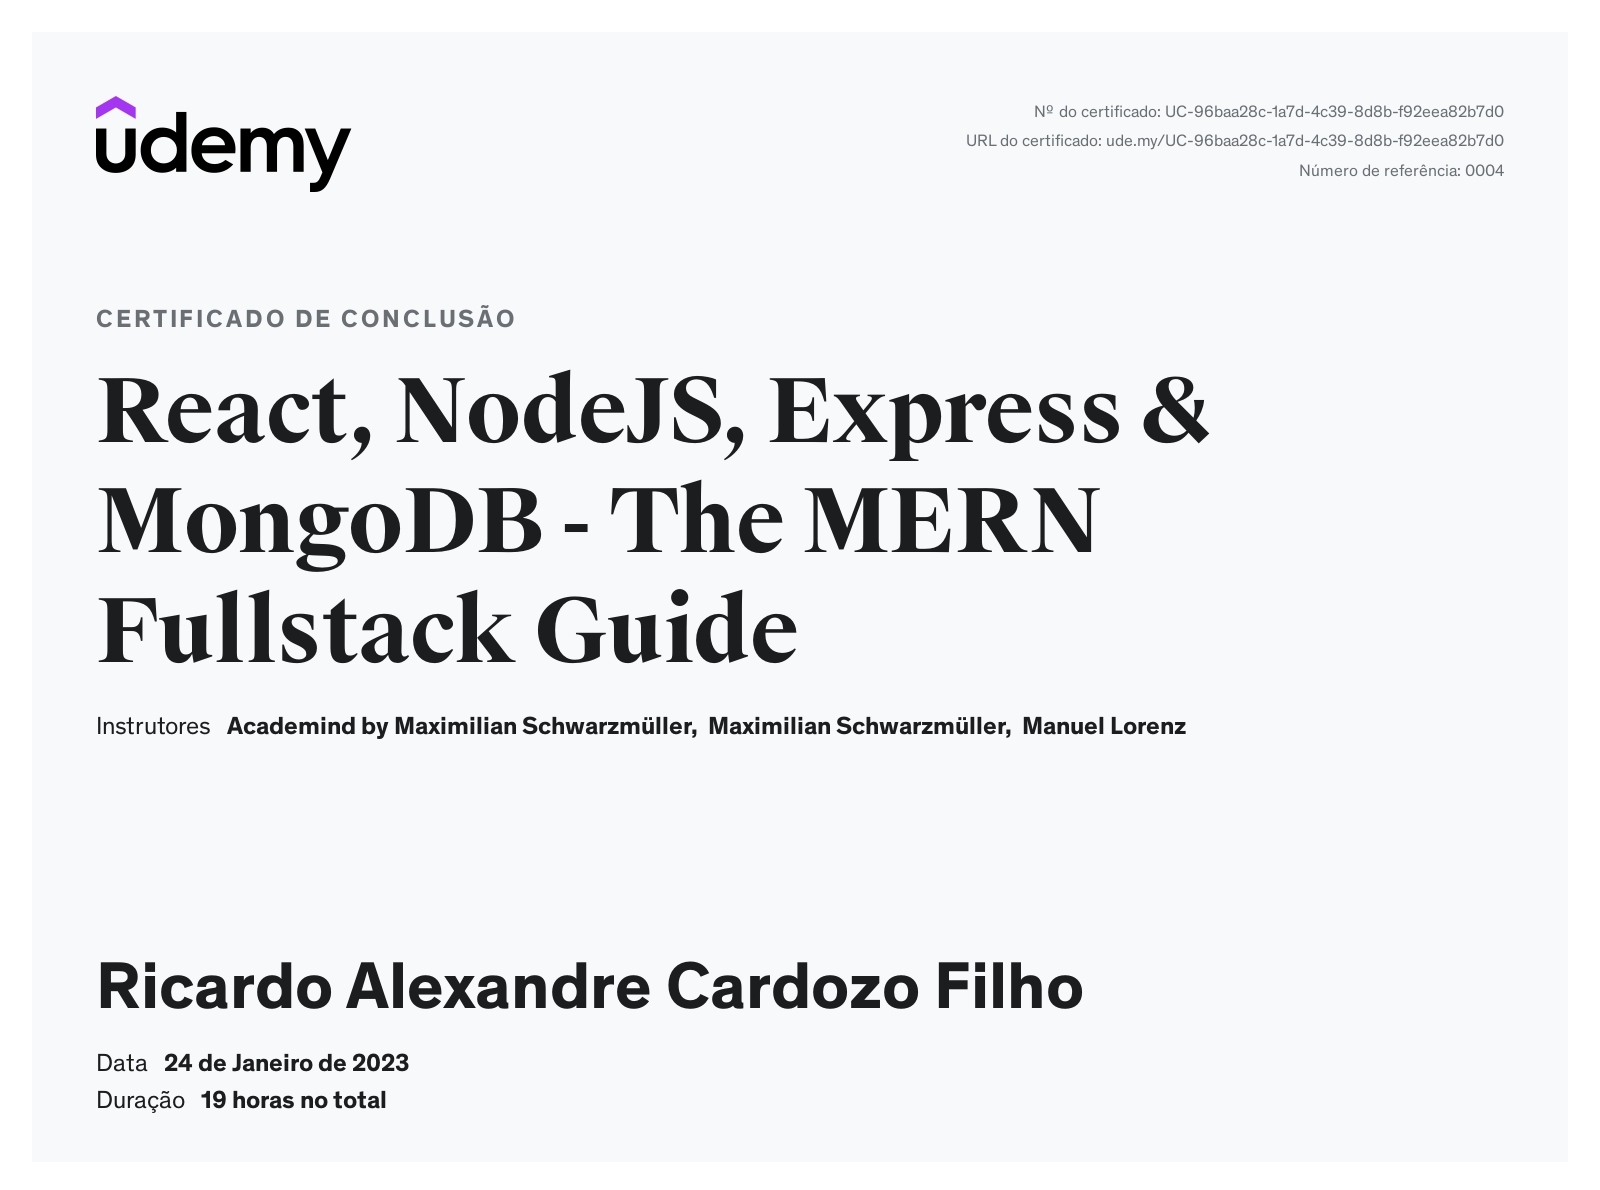 udemy
Nº do certificado: UC-96baa28c-1a7d-4c39-8d8b-f92eea82b7d0
URL do certificado: ude.my/UC-96baa28c-1a7d-4c39-8d8b-f92eea82b7d0
Número de referência: 0004
CERTIFICADO DE CONCLUSÃO
React, NodeJS, Express &
MongoDB - The MERN
Fullstack Guide
Instrutores Academind by Maximilian Schwarzmüller, Maximilian Schwarzmüller, Manuel Lorenz
Ricardo Alexandre Cardozo Filho
Data 24 de Janeiro de 2023
Duração 19 horas no total